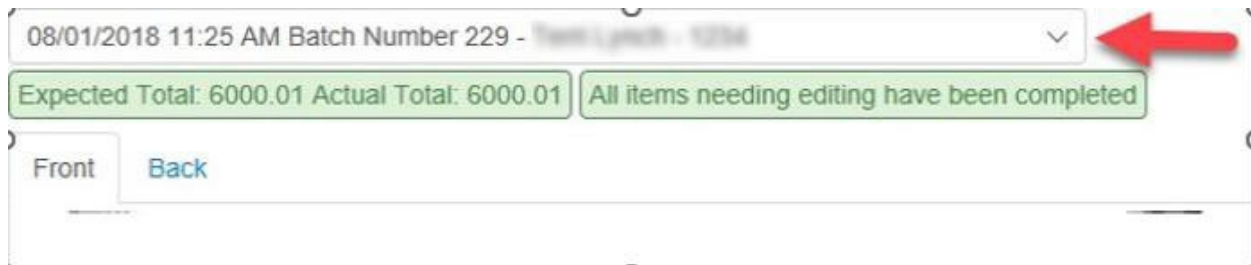 08/01/2018 11:25 AM Batch Number 229 -
Expected Total: 6000.01 Actual Total: 6000.01 All items needing editing have been completed
Front Back